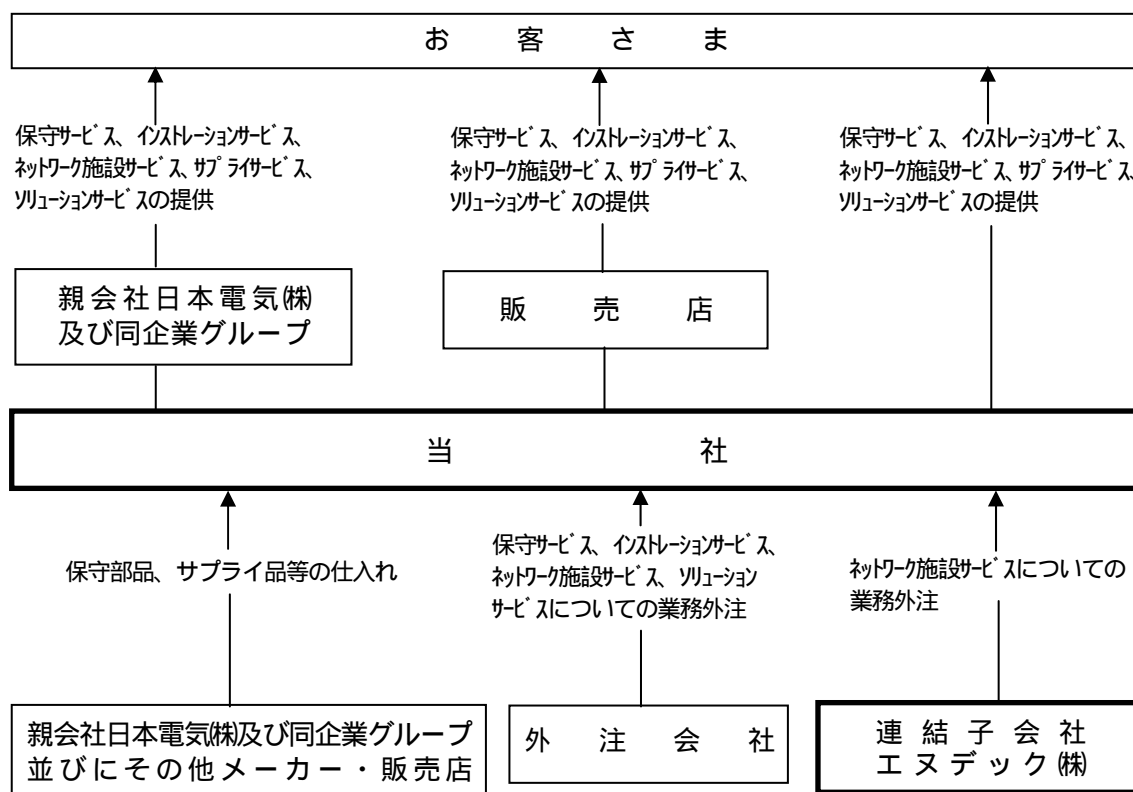 お客さま
保守サービス、インストレーションサービス、
ネットワーク施設サービス、サプライサービス、
ソリューションサービスの提供
保守サービス、インストレーションサービス、
ネットワーク施設サービス、サプライサービス、
ソリューションサービスの提供
保守サービス、インストレーションサービス、
ネットワーク施設サービス、サプライサービス、
ソリューションサービスの提供
親会社日本電気㈱
及び同企業グループ
販売店
当社
保守部品、サプライ品等の仕入れ
保守サービス、インストレーションサービス、
ネットワーク施設サービス、ソリューション
サービスについての業務外注
ネットワーク施設サービスについての
業務外注
親会社日本電気㈱及び同企業グループ
並びにその他メーカー・販売店
外注会社
連結子会社
エヌデック㈱